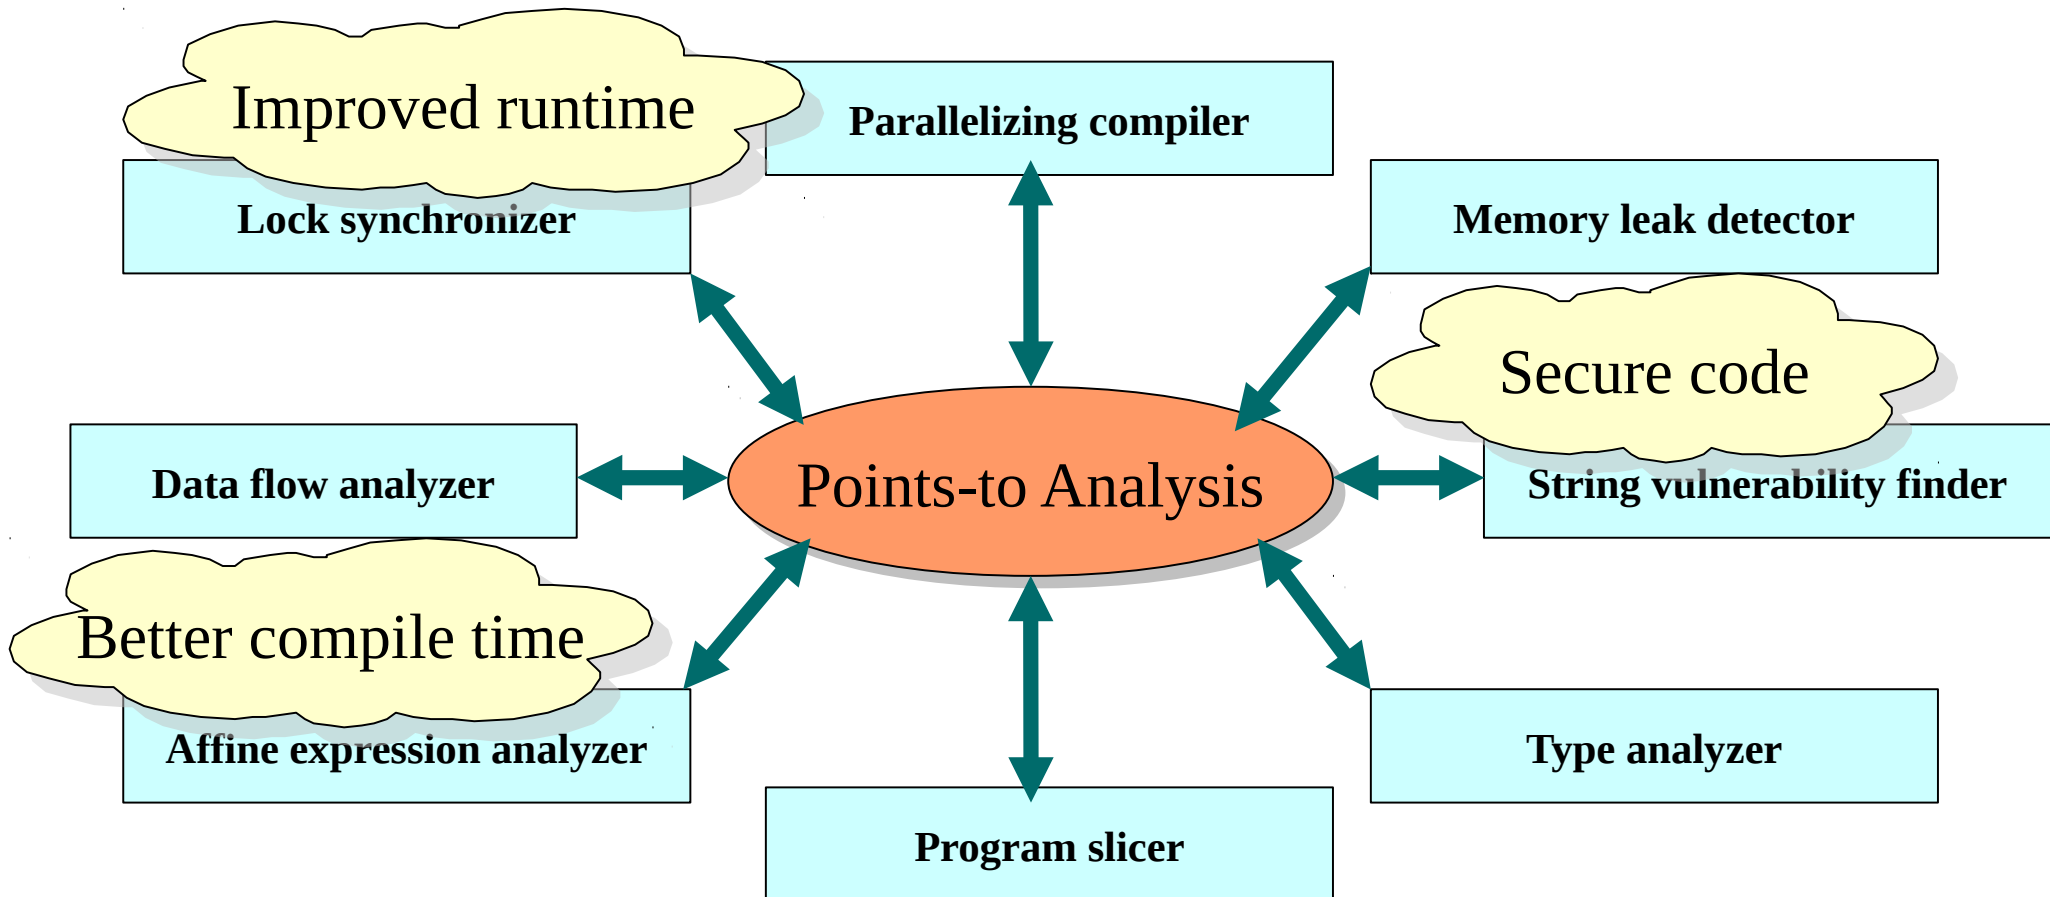 Improved runtime
Parallelizing compiler
Lock synchronizer
Memory leak detector
Secure code
Data flow analyzer
Points-to Analysis
String vulnerability finder
Better compile time
Affine expression analyzer
Type analyzer
Program slicer